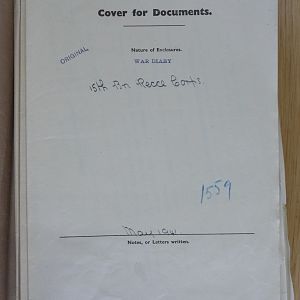 Cover for Documents.
ORIGINAL
Nature of Enclosures.
WAR DIARY
15th Bn Recce Corps.
1559
May 1941.
Notes, or Letters written.